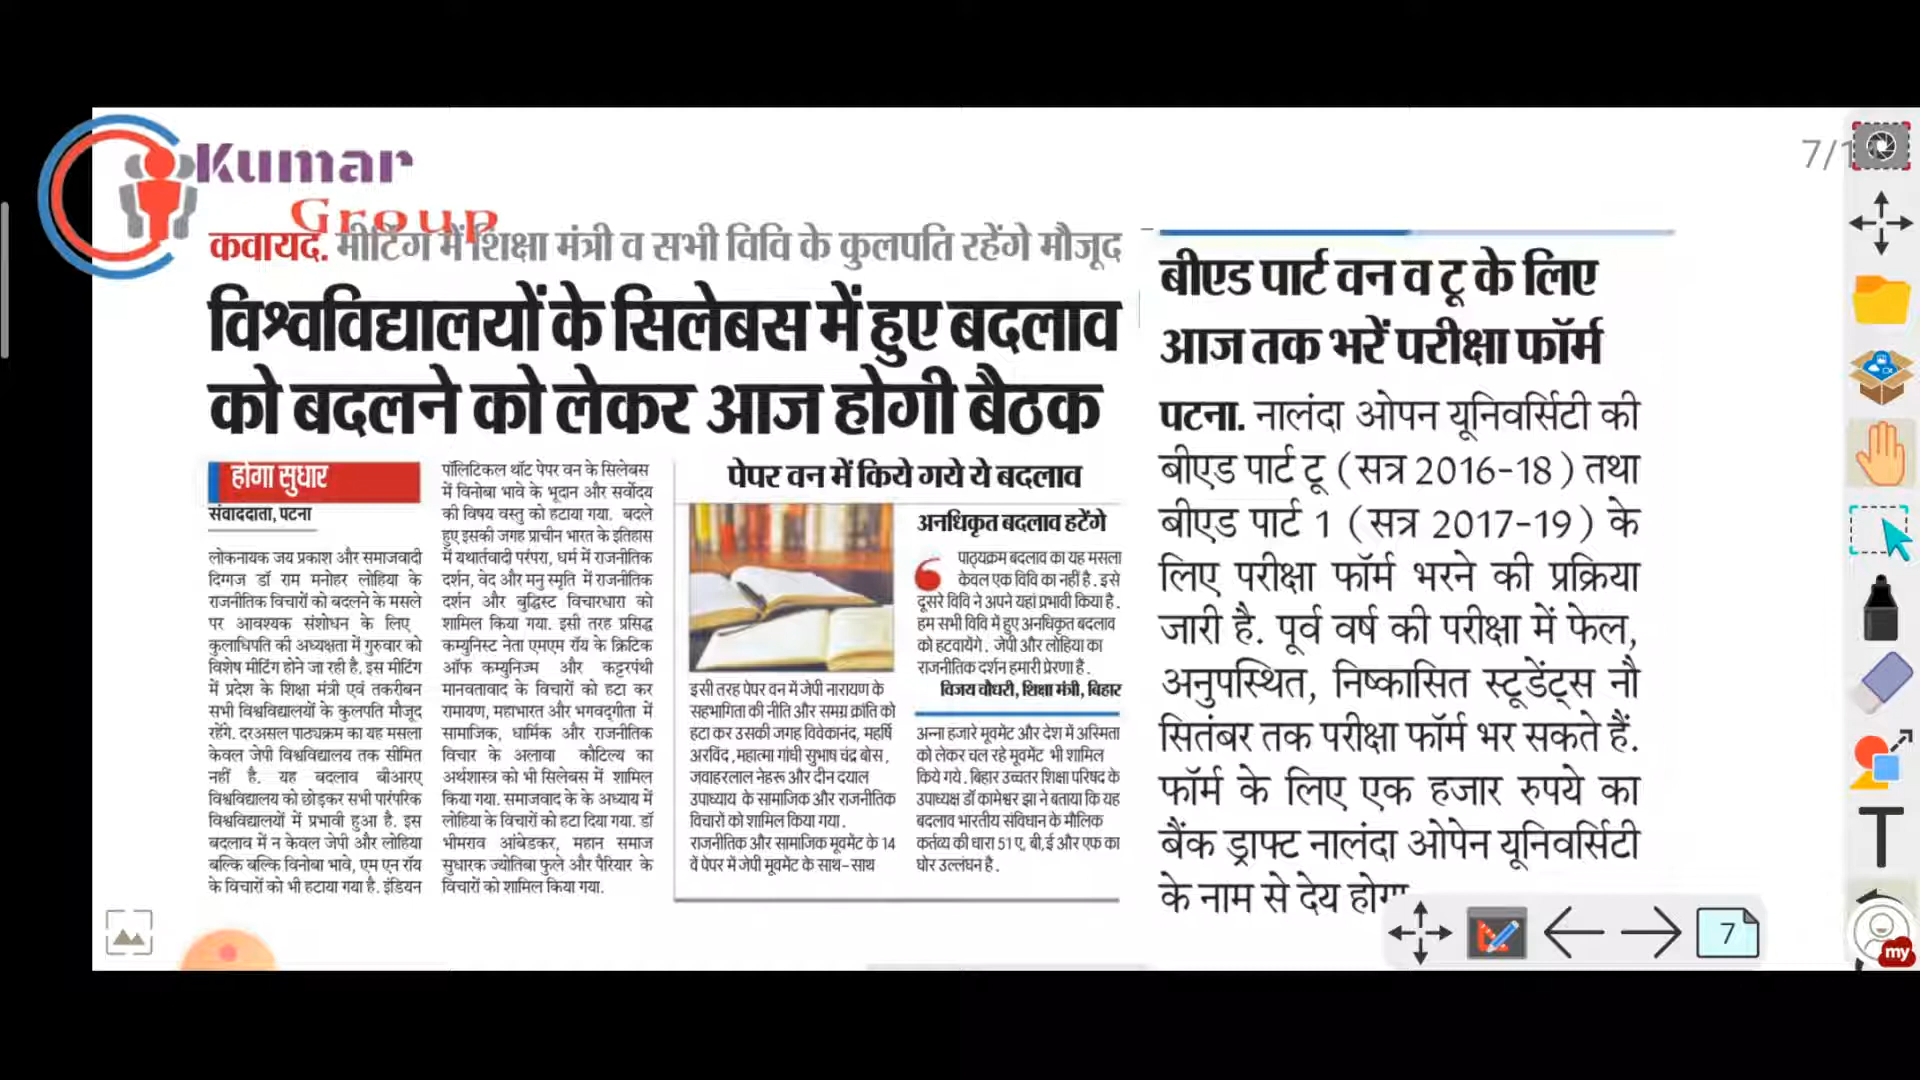 Kumar
Group
7/1
कवायद. मीटिंग में शिक्षा मंत्री व सभी विवि के कुलपति रहेंगे मौजूद
विश्वविद्यालयों के सिलेबस में हुए बदलाव
को बदलने को लेकर आज होगी बैठक
होगा सुधार
संवाददाता, पटना
लोकनायक जय प्रकाश और समाजवादी
दिग्गज डॉ राम मनोहर लोहिया के
राजनीतिक विचारों को बदलने के मसले
पर आवश्यक संशोधन के लिए
कुलाधिपति की अध्यक्षता में गुरुवार को
विशेष मीटिंग होने जा रही है. इस मीटिंग
में प्रदेश के शिक्षा मंत्री एवं तकरीबन
सभी विश्वविद्यालयों के कुलपति मौजूद
रहेंगे. दरअसल पाठ्यक्रम का यह मसला
केवल जेपी विश्वविद्यालय तक सीमित
नहीं है. यह बदलाव बीआरए
विश्वविद्यालय को छोड़कर सभी पारंपरिक
विश्वविद्यालयों में प्रभावी हुआ है. इस
बदलाव में न केवल जेपी और लोहिया
बल्कि बल्कि विनोबा भावे, एम एन रॉय
के विचारों को भी हटाया गया है. इंडियन
पॉलिटिकल थॉट पेपर वन के सिलेबस
में विनोबा भावे के भूदान और सर्वोदय
की विषय वस्तु को हटाया गया. बदले
हुए इसकी जगह प्राचीन भारत के इतिहास
में यथार्तवादी परंपरा, धर्म में राजनीतिक
दर्शन, वेद और मनु स्मृति में राजनीतिक
दर्शन और बुद्धिस्ट विचारधारा को
शामिल किया गया. इसी तरह प्रसिद्ध
कम्युनिस्ट नेता एमएम रॉय के क्रिटिक
ऑफ कम्युनिज्म और कट्टरपंथी
मानवतावाद के विचारों को हटा कर
रामायण, महाभारत और भगवद्गीता में
सामाजिक, धार्मिक और राजनीतिक
विचार के अलावा कौटिल्य का
अर्थशास्त्र को भी सिलेबस में शामिल
किया गया. समाजवाद के के अध्याय में
लोहिया के विचारों को हटा दिया गया. डॉ
भीमराव आंबेडकर, महान समाज
सुधारक ज्योतिबा फुले और पैरियार के
विचारों को शामिल किया गया.
पेपर वन में किये गये ये बदलाव
इसी तरह पेपर वन में जेपी नारायण के
सहभागिता की नीति और समग्र क्रांति को
हटा कर उसकी जगह विवेकानंद, महर्षि
अरविंद ,महात्मा गांधी सुभाष चंद्र बोस ,
जवाहरलाल नेहरू और दीन दयाल
उपाध्याय के सामाजिक और राजनीतिक
विचारों को शामिल किया गया .
राजनीतिक और सामाजिक मूवमेंट के 14
वें पेपर में जेपी मूवमेंट के साथ-साथ
अनधिकृत बदलाव हटेंगे
पाठ्यक्रम बदलाव का यह मसला
केवल एक विवि का नहीं है . इसे
दूसरे विवि ने अपने यहां प्रभावी किया है .
हम सभी विवि में हुए अनधिकृत बदलाव
को हटवायेंगे . जेपी और लोहिया का
राजनीतिक दर्शन हमारी प्रेरणा हैं .
विजय चौधरी, शिक्षा मंत्री, बिहार
अन्ना हजारे मूवमेंट और देश में अस्मिता
को लेकर चल रहे मूवमेंट भी शामिल
किये गये . बिहार उच्चतर शिक्षा परिषद के
उपाध्यक्ष डॉ कामेश्वर झा ने बताया कि यह
बदलाव भारतीय संविधान के मौलिक
कर्तव्य की धारा 51 ए, बी,ई और एफ का
घोर उल्लंघन है .
बीएड पार्ट वन व टू के लिए
आज तक भरें परीक्षा फॉर्म
पटना. नालंदा ओपन यूनिवर्सिटी की
बीएड पार्ट टू (सत्र 2016-18) तथा
बीएड पार्ट 1 (सत्र 2017-19) के
लिए परीक्षा फॉर्म भरने की प्रक्रिया
जारी है. पूर्व वर्ष की परीक्षा में फेल,
अनुपस्थित, निष्कासित स्टूडेंट्स नौ
सितंबर तक परीक्षा फॉर्म भर सकते हैं.
फॉर्म के लिए एक हजार रुपये का
बैंक ड्राफ्ट नालंदा ओपेन यूनिवर्सिटी
के नाम से देय होगा
7
T
my